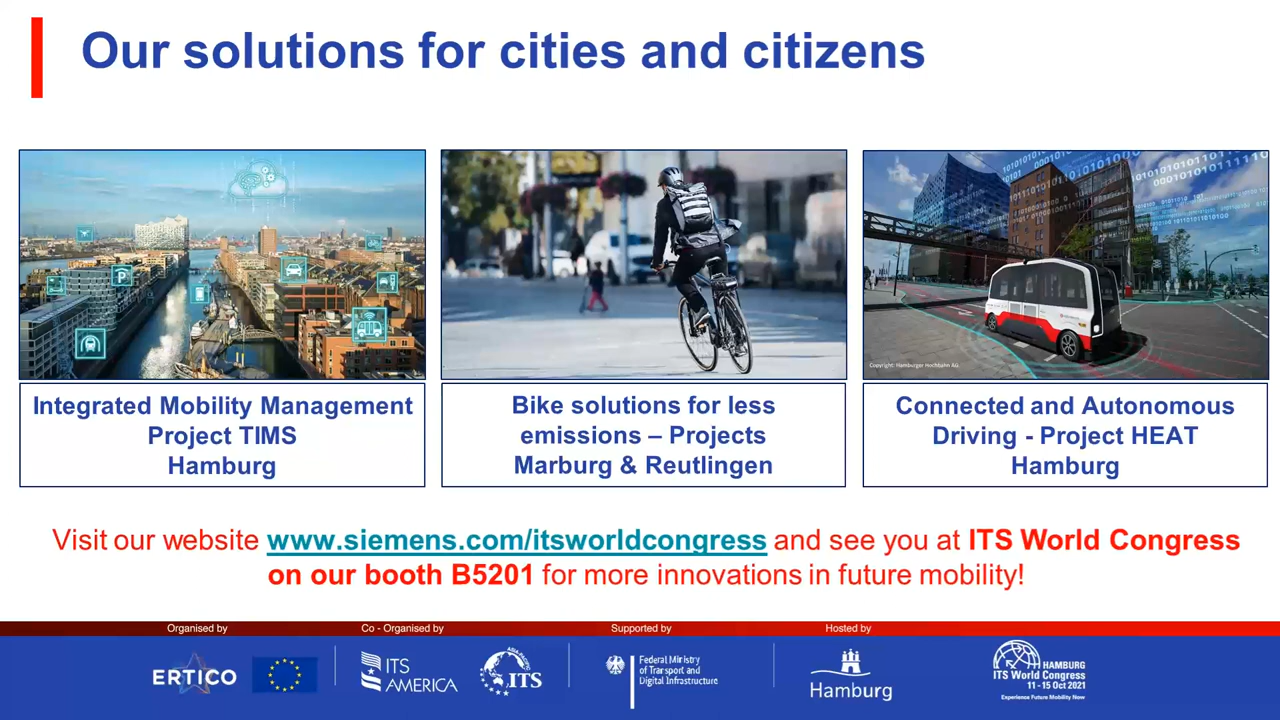 Our solutions for cities and citizens
P
Copyright: Hamburger Hochbahn AG
Integrated Mobility Management
Project TIMS
Hamburg
Bike solutions for less
emissions – Projects
Marburg & Reutlingen
Connected and Autonomous
Driving - Project HEAT
Hamburg
Visit our website www.siemens.com/itsworldcongress and see you at ITS World Congress
on our booth B5201 for more innovations in future mobility!
Organised by
Co - Organised by
Supported by
Hosted by
ERTICO
ITS
AMERICA
ASIA-PACIFIC
ITS
Federal Ministry
of Transport and
Digital Infrastructure
Hamburg
HAMBURG
ITS World Congress
11 - 15 Oct 2021
Experience Future Mobility Now